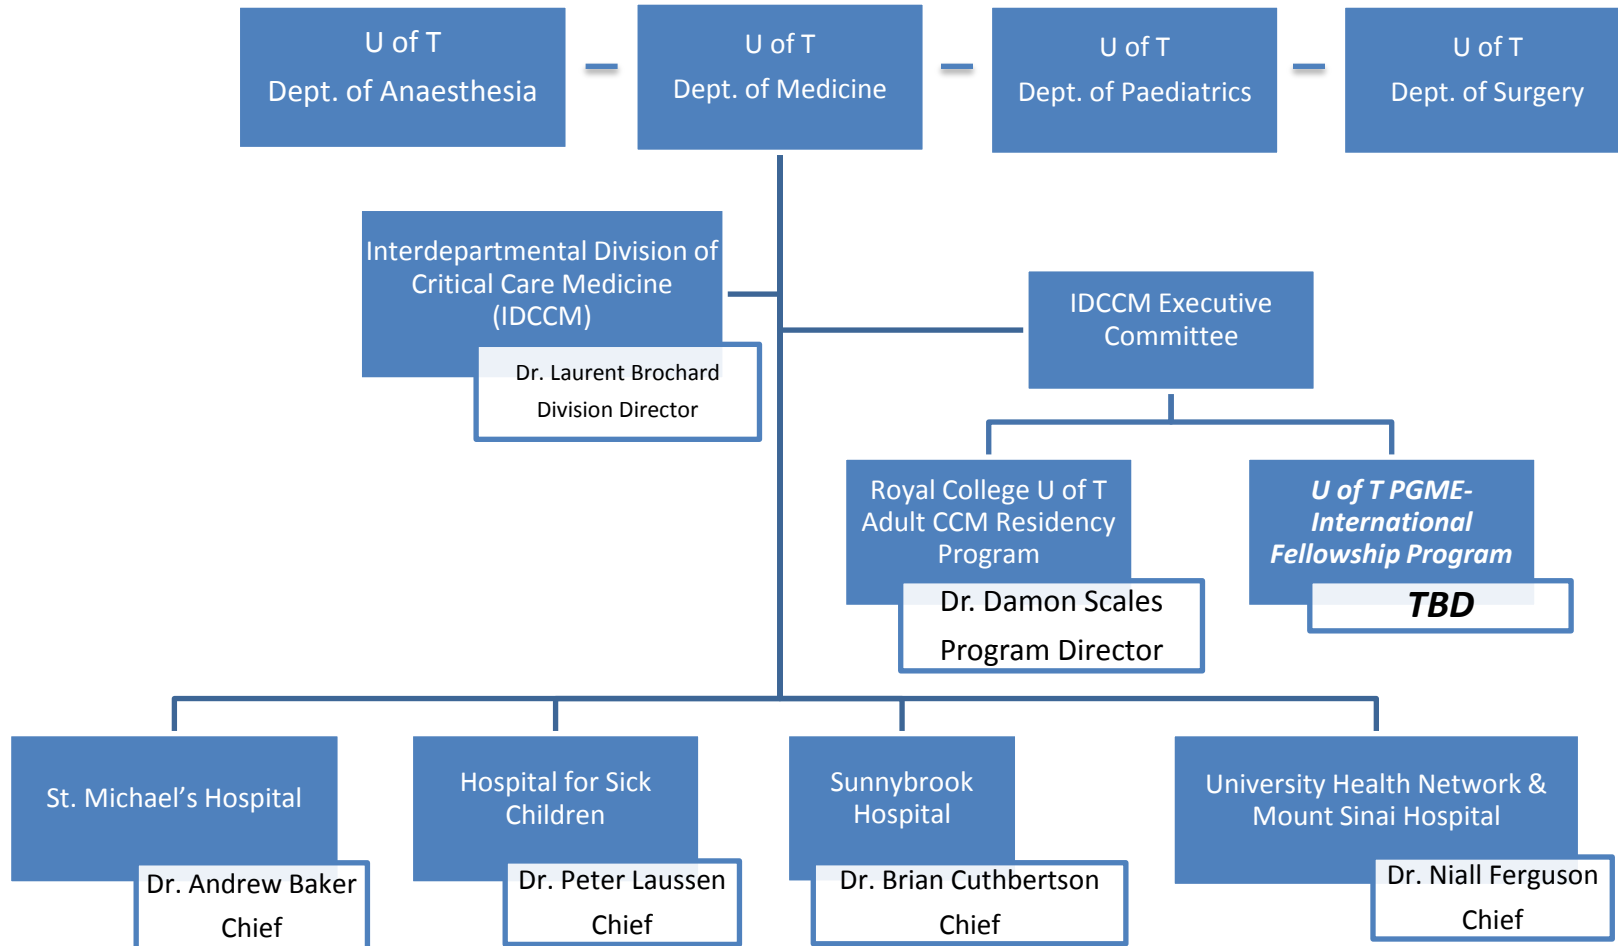 U of T
Dept. of Anaesthesia
U of T
Dept. of Medicine
U of T
Dept. of Paediatrics
U of T
Dept. of Surgery
Interdepartmental Division of
Critical Care Medicine
(IDCCM)
Dr. Laurent Brochard
Division Director
IDCCM Executive
Committee
Royal College U of T
Adult CCM Residency
Program
Dr. Damon Scales
Program Director
U of T PGME-
International
Fellowship Program
TBD
St. Michael’s Hospital
Dr. Andrew Baker
Chief
Hospital for Sick
Children
Dr. Peter Laussen
Chief
Sunnybrook
Hospital
Dr. Brian Cuthbertson
Chief
University Health Network &
Mount Sinai Hospital
Dr. Niall Ferguson
Chief